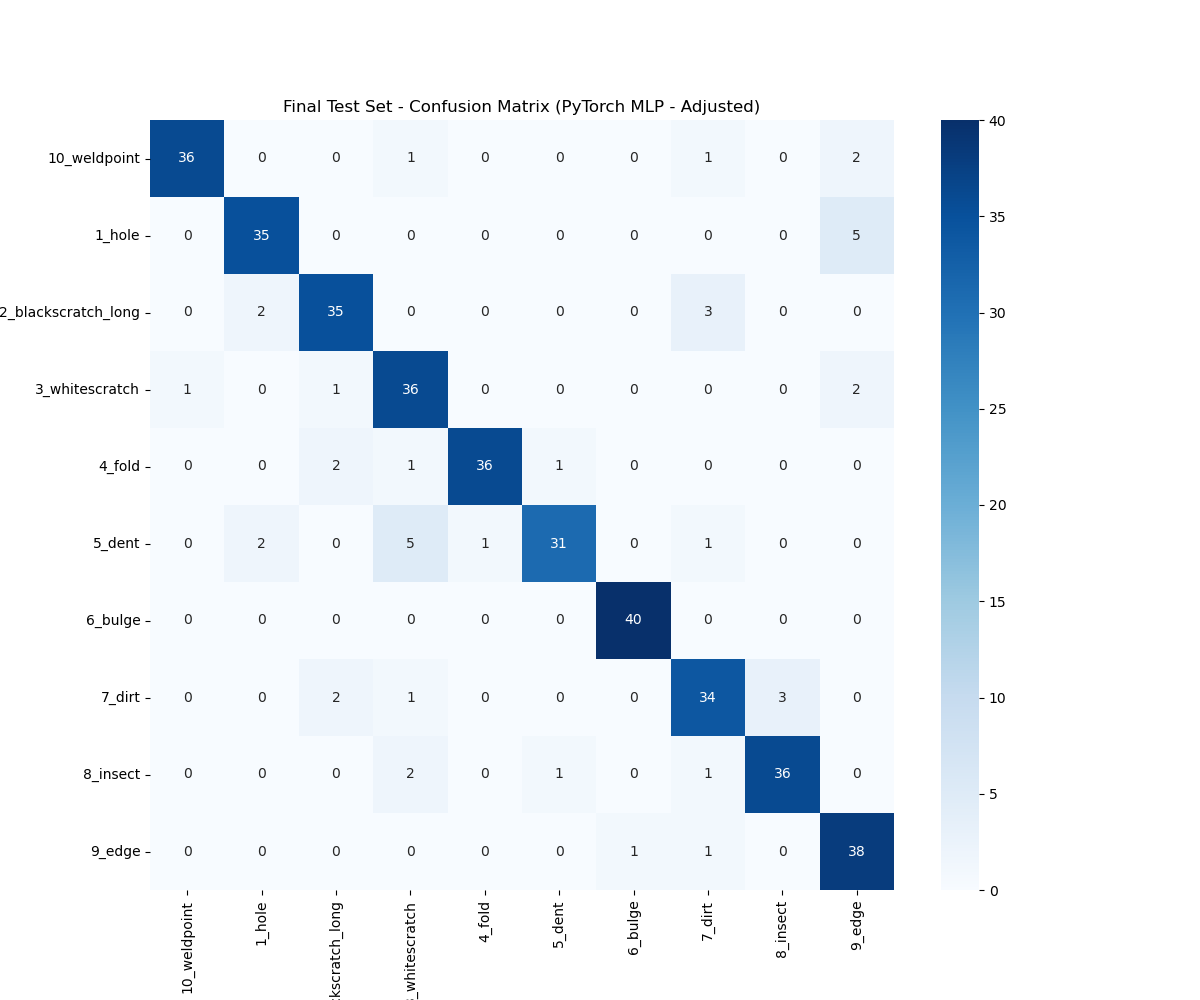 Final Test Set - Confusion Matrix (PyTorch MLP - Adjusted)
10_weldpoint 36 0 0 1 0 0 0 1 0 2
1_hole 0 35 0 0 0 0 0 0 0 5
2_blackscratch_long 0 2 35 0 0 0 0 3 0 0
3_whitescratch 1 0 1 36 0 0 0 0 0 2
4_fold 0 0 2 1 36 1 0 0 0 0
5_dent 0 2 0 5 1 31 0 1 0 0
6_bulge 0 0 0 0 0 0 40 0 0 0
7_dirt 0 0 2 1 0 0 0 34 3 0
8_insect 0 0 0 2 0 1 0 1 36 0
9_edge 0 0 0 0 0 0 1 1 0 38
10_weldpoint
1_hole
ckscratch_long
_whitescratch
4_fold
5_dent
6_bulge
7_dirt
8_insect
9_edge
40
35
30
25
20
15
10
5
0